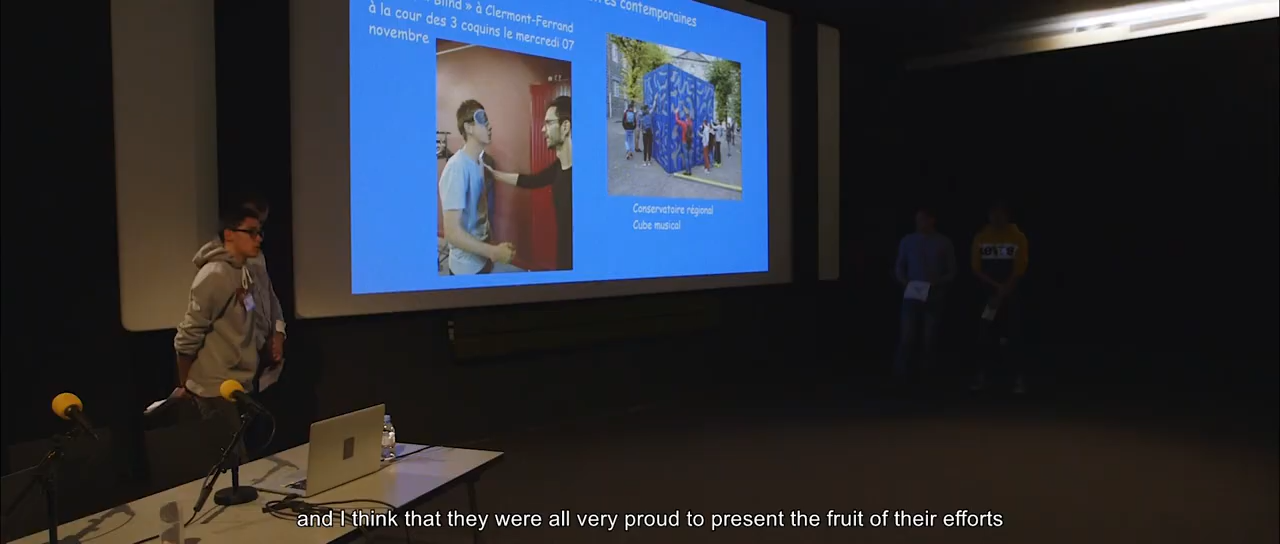 Blind » à Clermont-Ferrand
à la cour des 3 coquins le mercredi 07
novembre
contemporaines
Conservatoire régional
Cube musical
and I think that they were all very proud to present the fruit of their efforts